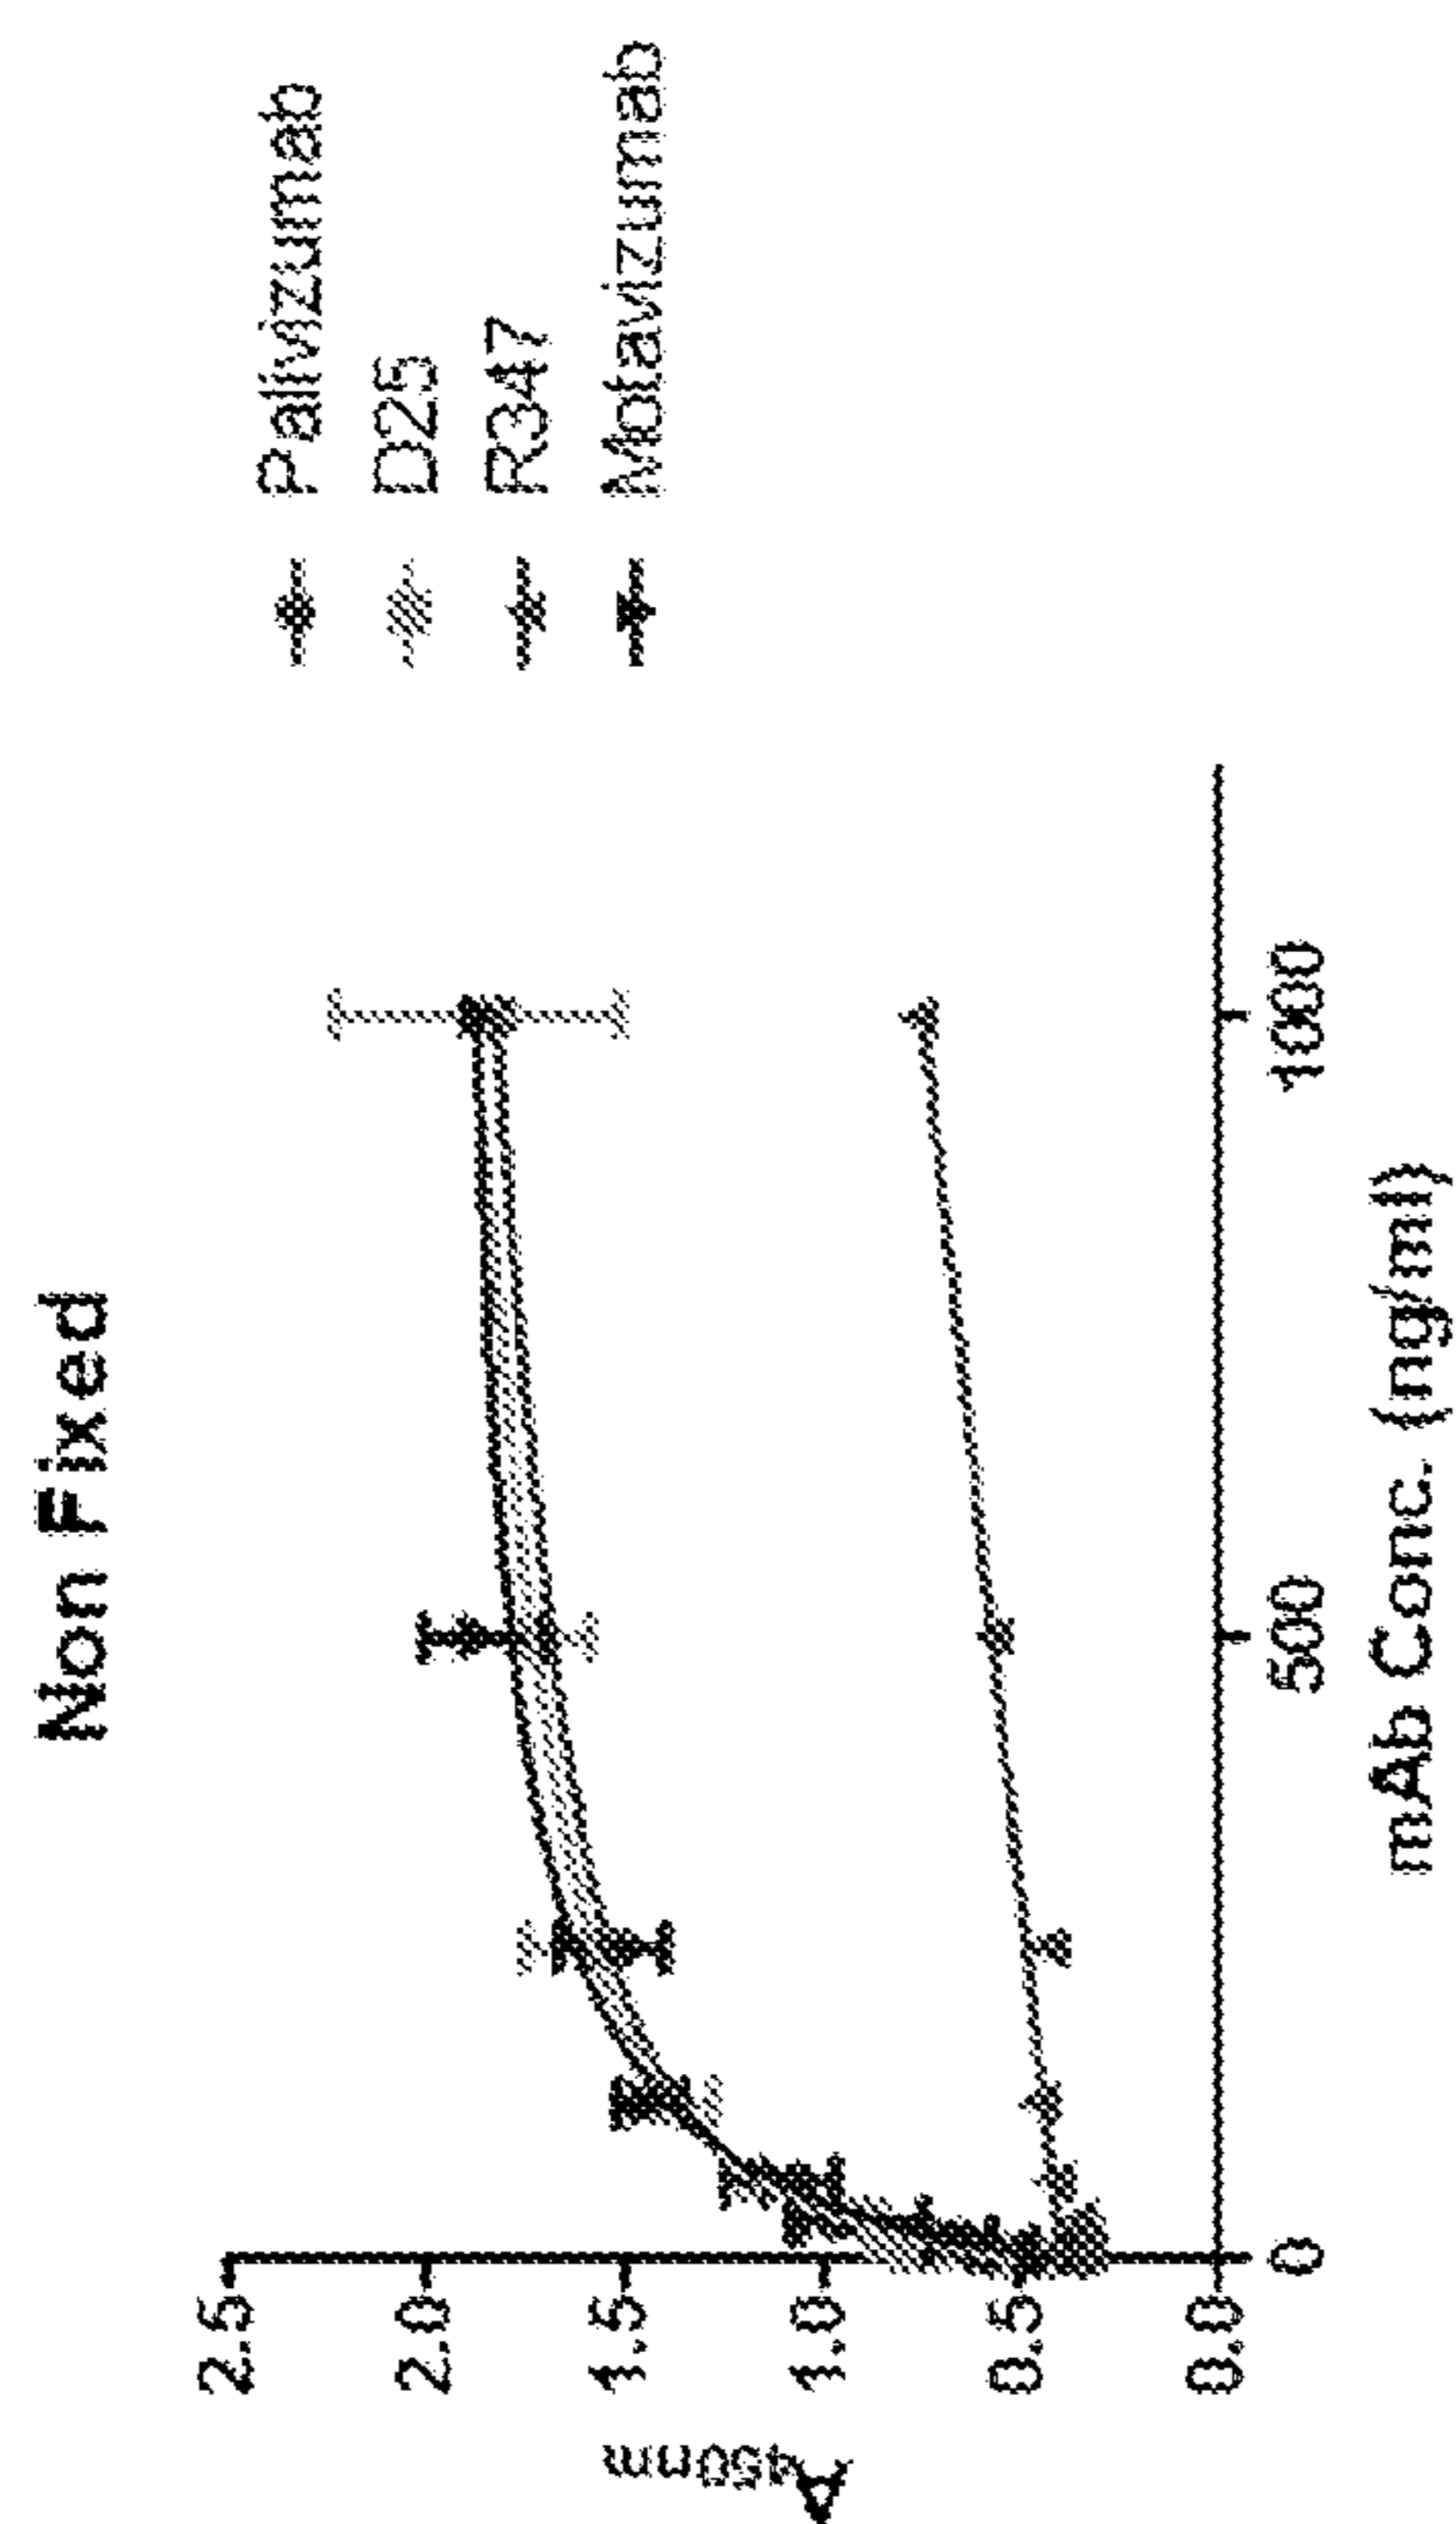 Non Fixed
Palivizumab
D25
R347
Motavizumab
2.5
2.0
1.5
1.0
0.5
0.0
A450nm
0
500
1000
mAb Conc. (ng/ml)